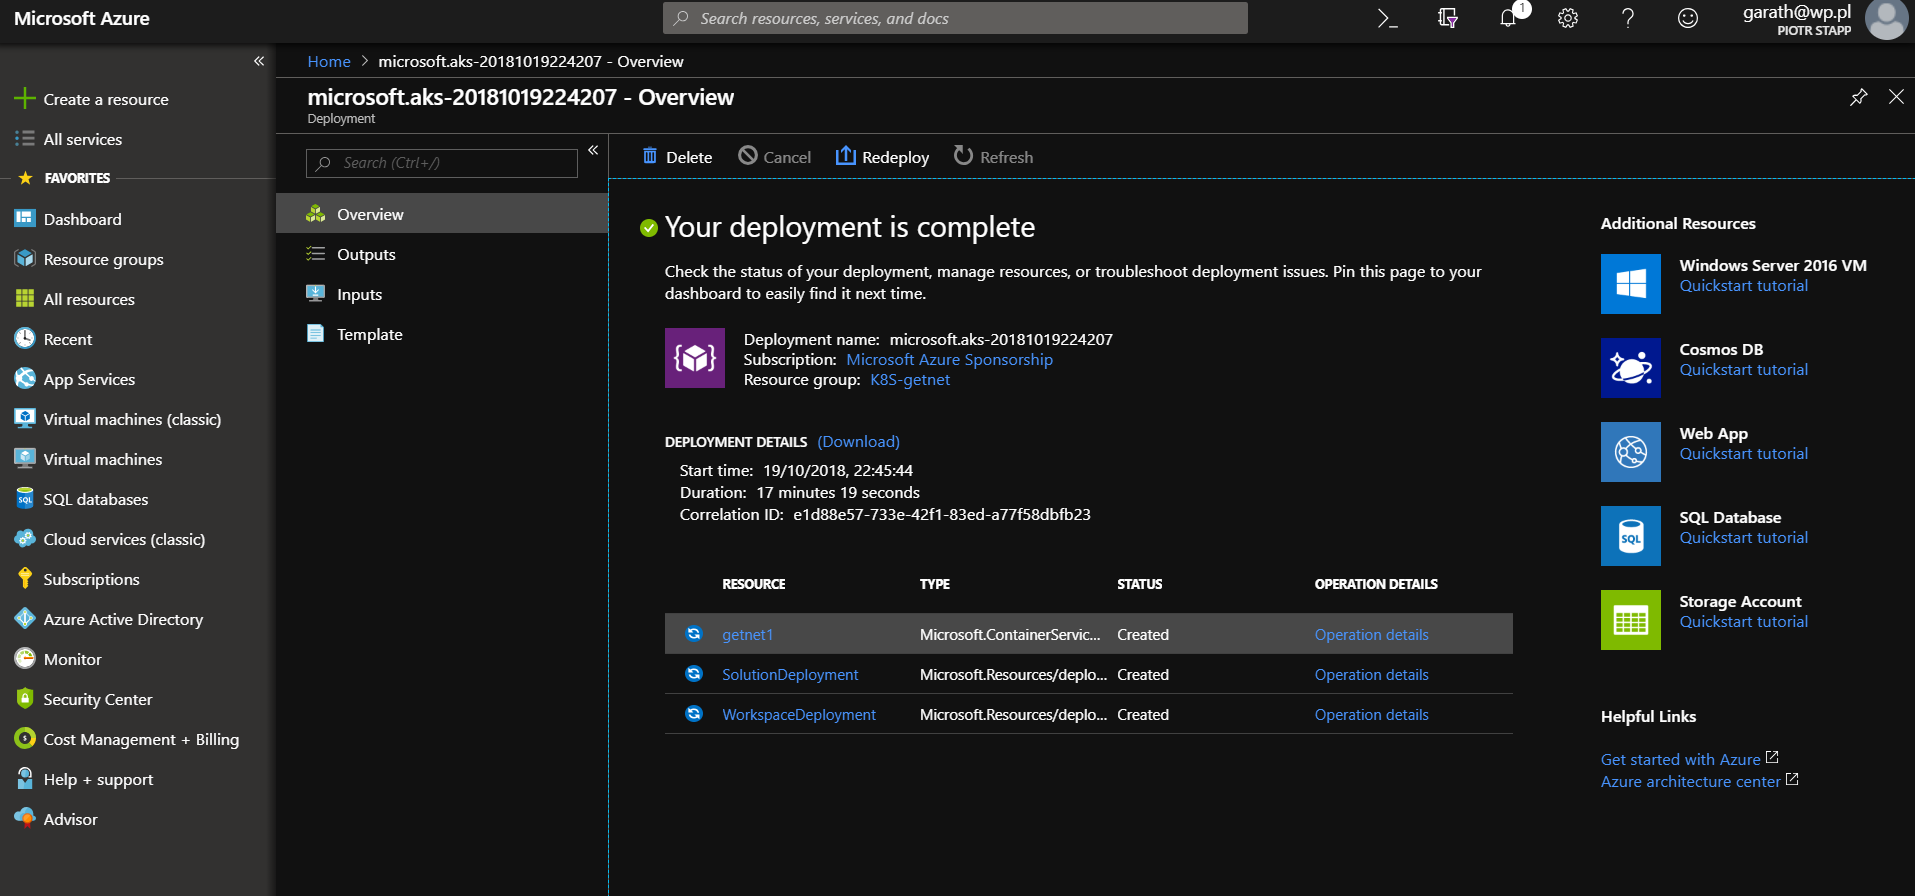 Microsoft Azure
Search resources, services, and docs
1
garath@wp.pl
PIOTR STAPP
Create a resource
All services
FAVORITES
Dashboard
Resource groups
All resources
Recent
App Services
Virtual machines (classic)
Virtual machines
SQL databases
Cloud services (classic)
Subscriptions
Azure Active Directory
Monitor
Security Center
Cost Management + Billing
Help + support
Advisor
Home > microsoft.aks-20181019224207 - Overview
microsoft.aks-20181019224207 - Overview
Deployment
Search (Ctrl+/)
Overview
Outputs
Inputs
Template
Delete Cancel Redeploy Refresh
Your deployment is complete
Check the status of your deployment, manage resources, or troubleshoot deployment issues. Pin this page to your
dashboard to easily find it next time.
Deployment name: microsoft.aks-20181019224207
Subscription: Microsoft Azure Sponsorship
Resource group: K8S-getnet
DEPLOYMENT DETAILS (Download)
Start time: 19/10/2018, 22:45:44
Duration: 17 minutes 19 seconds
Correlation ID: e1d88e57-733e-42f1-83ed-a77f58dbfb23
RESOURCE TYPE STATUS OPERATION DETAILS
getnet1 Microsoft.ContainerServic... Created Operation details
SolutionDeployment Microsoft.Resources/deplo... Created Operation details
WorkspaceDeployment Microsoft.Resources/deplo... Created Operation details
Additional Resources
Windows Server 2016 VM
Quickstart tutorial
Cosmos DB
Quickstart tutorial
Web App
Quickstart tutorial
SQL
SQL Database
Quickstart tutorial
Storage Account
Quickstart tutorial
Helpful Links
Get started with Azure
Azure architecture center